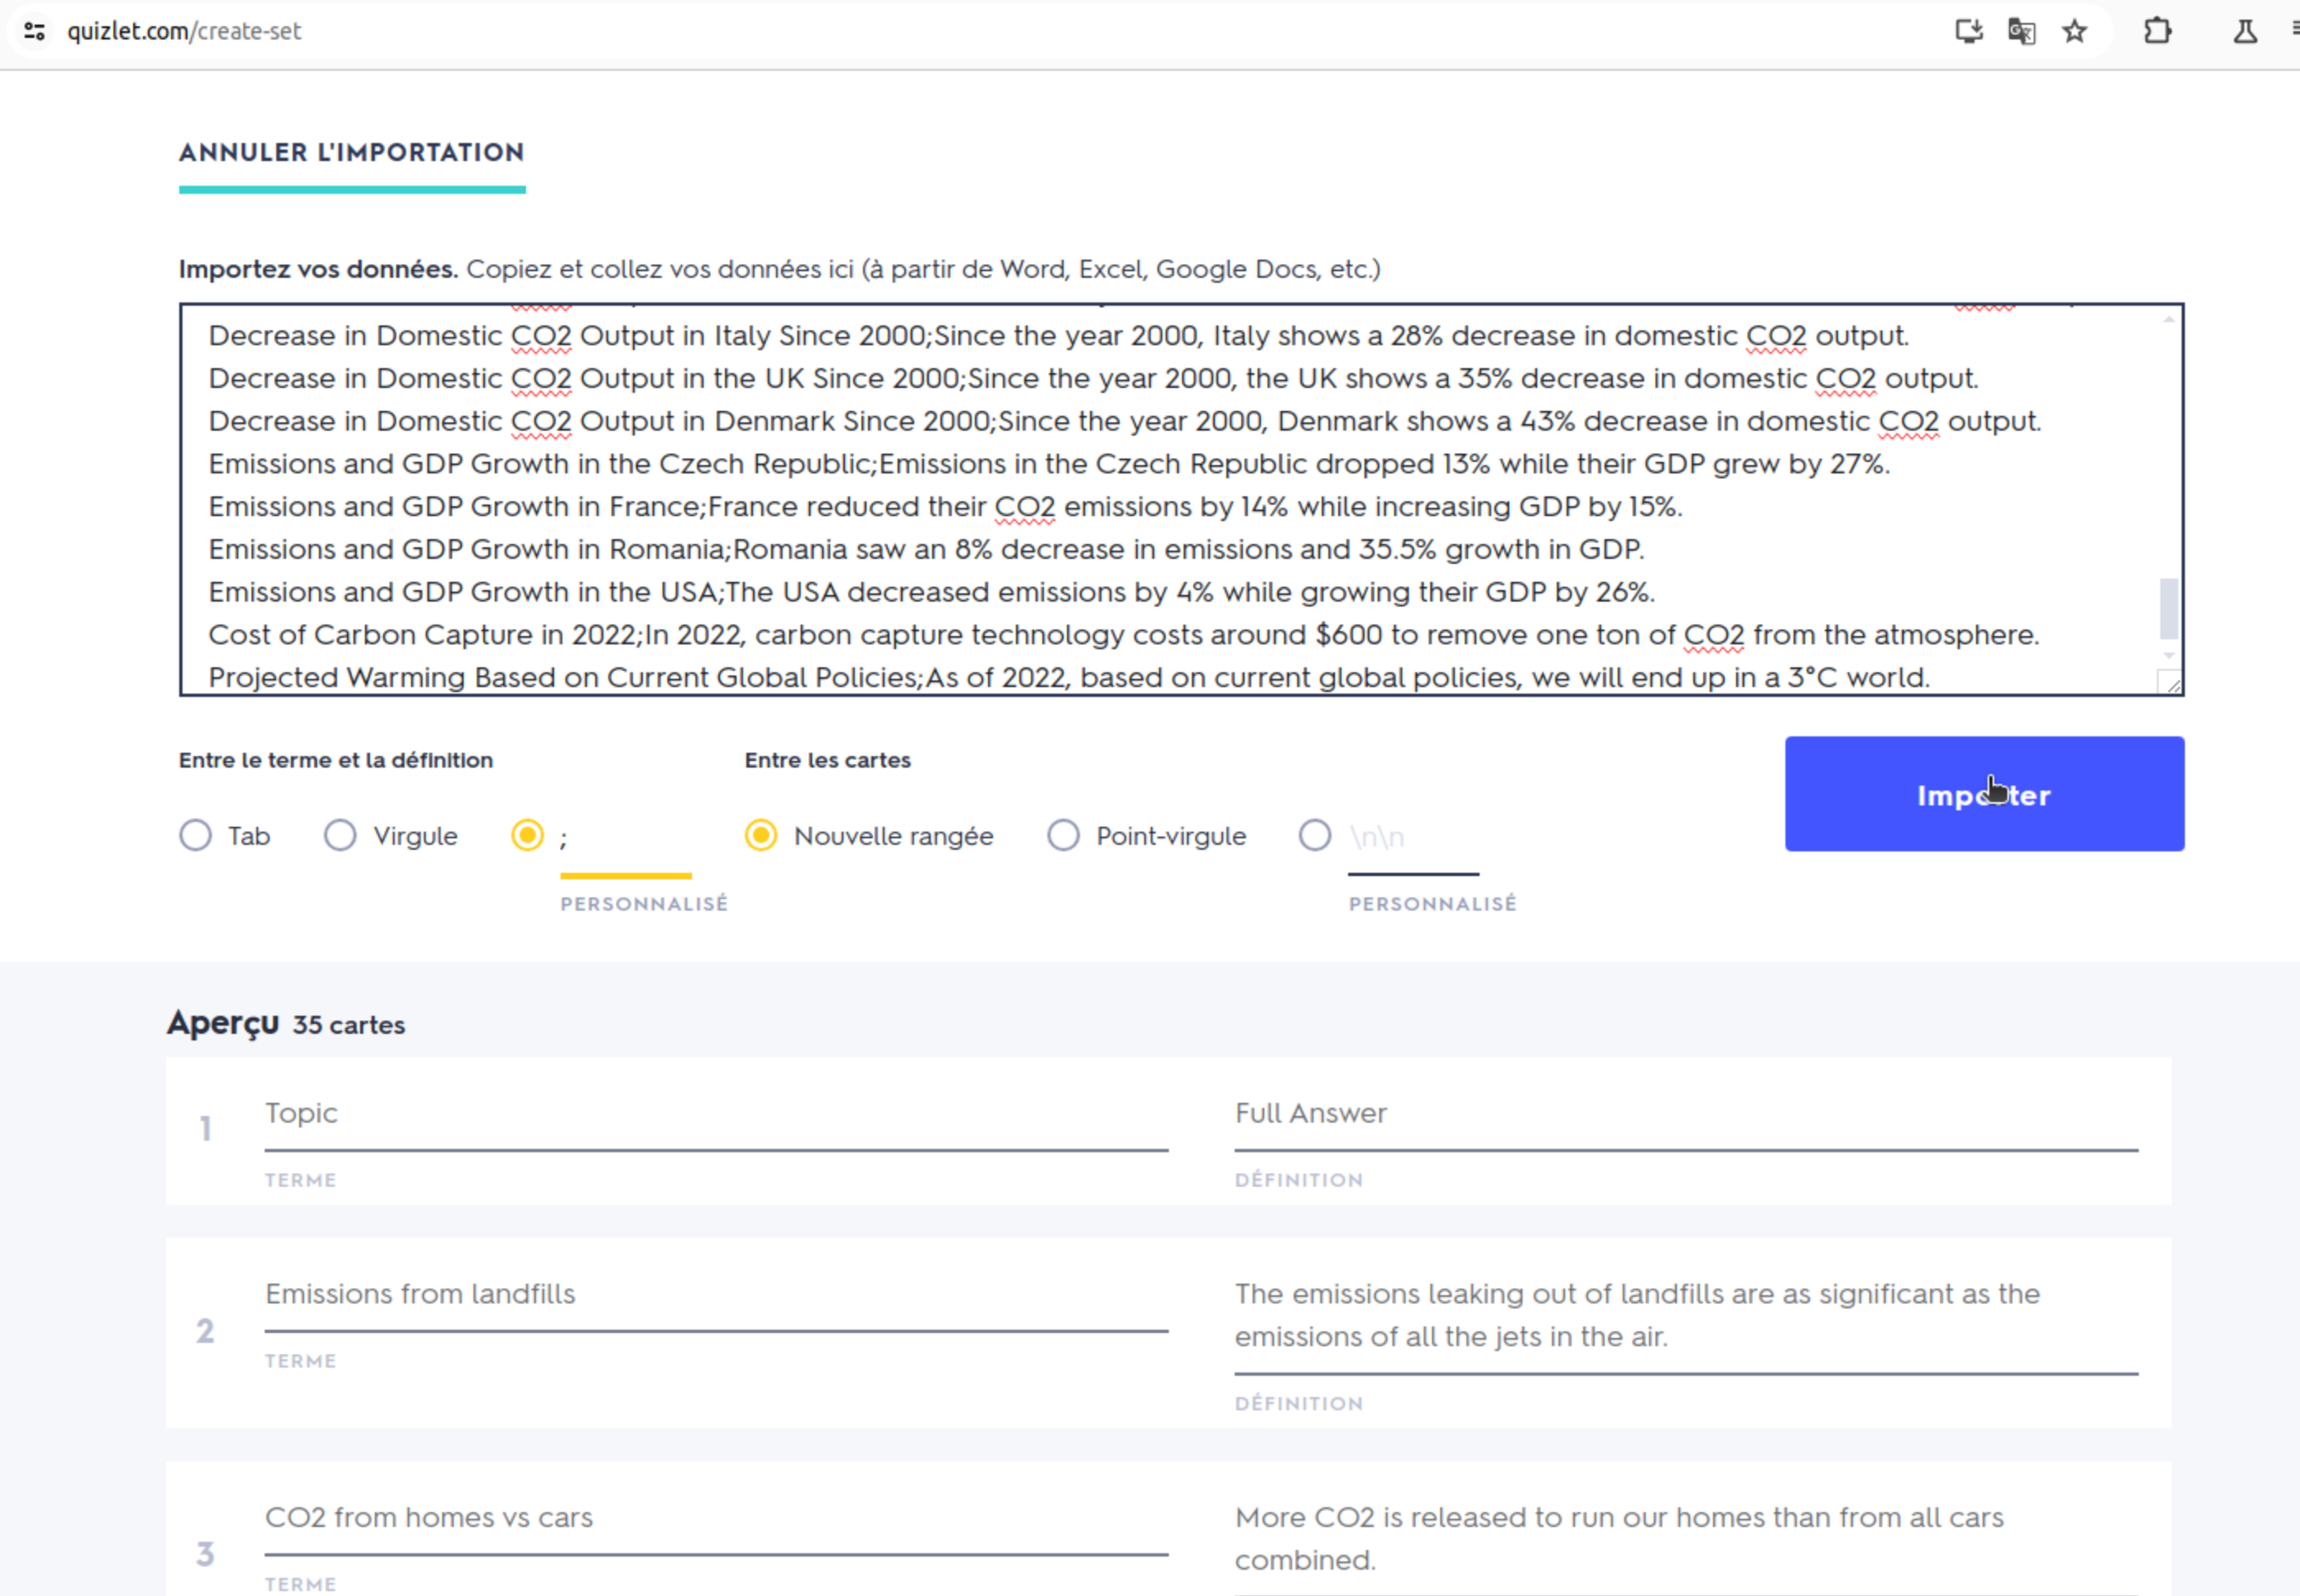 quizlet.com/create-set
ANNULER L'IMPORTATION
Importez vos données. Copiez et collez vos données ici (à partir de Word, Excel, Google Docs, etc.)
Decrease in Domestic CO2 Output in Italy Since 2000;Since the year 2000, Italy shows a 28% decrease in domestic CO2 output.
Decrease in Domestic CO2 Output in the UK Since 2000;Since the year 2000, the UK shows a 35% decrease in domestic CO2 output.
Decrease in Domestic CO2 Output in Denmark Since 2000;Since the year 2000, Denmark shows a 43% decrease in domestic CO2 output.
Emissions and GDP Growth in the Czech Republic;Emissions in the Czech Republic dropped 13% while their GDP grew by 27%.
Emissions and GDP Growth in France;France reduced their CO2 emissions by 14% while increasing GDP by 15%.
Emissions and GDP Growth in Romania;Romania saw an 8% decrease in emissions and 35.5% growth in GDP.
Emissions and GDP Growth in the USA;The USA decreased emissions by 4% while growing their GDP by 26%.
Cost of Carbon Capture in 2022;In 2022, carbon capture technology costs around $600 to remove one ton of CO2 from the atmosphere.
Projected Warming Based on Current Global Policies;As of 2022, based on current global policies, we will end up in a 3°C world.
Entre le terme et la définition
Entre les cartes
Tab
Virgule
;
PERSONNALISÉ
Nouvelle rangée
Point-virgule
\n\n
PERSONNALISÉ
Importer
Aperçu 35 cartes
1
Topic
TERME
Full Answer
DÉFINITION
2
Emissions from landfills
TERME
The emissions leaking out of landfills are as significant as the
emissions of all the jets in the air.
DÉFINITION
3
CO2 from homes vs cars
TERME
More CO2 is released to run our homes than from all cars
combined.